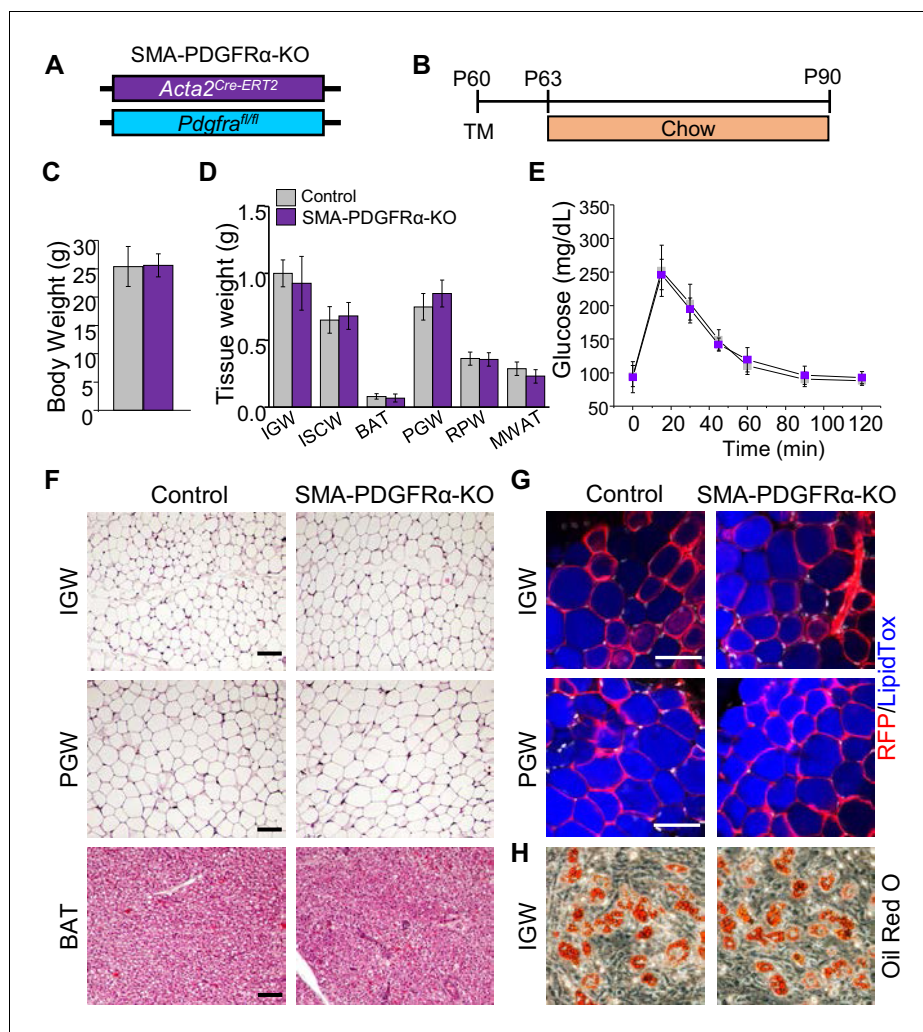 A
SMA-PDGFRα-KO
Acta2Cre-ERT2
Pdgfrafl/fl
B
P60 P63 P90
TM Chow
C
Body Weight (g)
30
25
20
15
10
5
0
D
Control
SMA-PDGFRα-KO
Tissue weight (g)
1.5
1.0
0.5
0.0
IGW ISCW BAT PGW RPW MWAT
E
Glucose (mg/dL)
350
300
250
200
150
100
50
0 20 40 60 80 100 120
Time (min)
F
Control SMA-PDGFRα-KO
IGW
PGW
BAT
G
Control SMA-PDGFRα-KO
IGW
PGW
RFP/LipidTox
H
IGW
Oil Red O